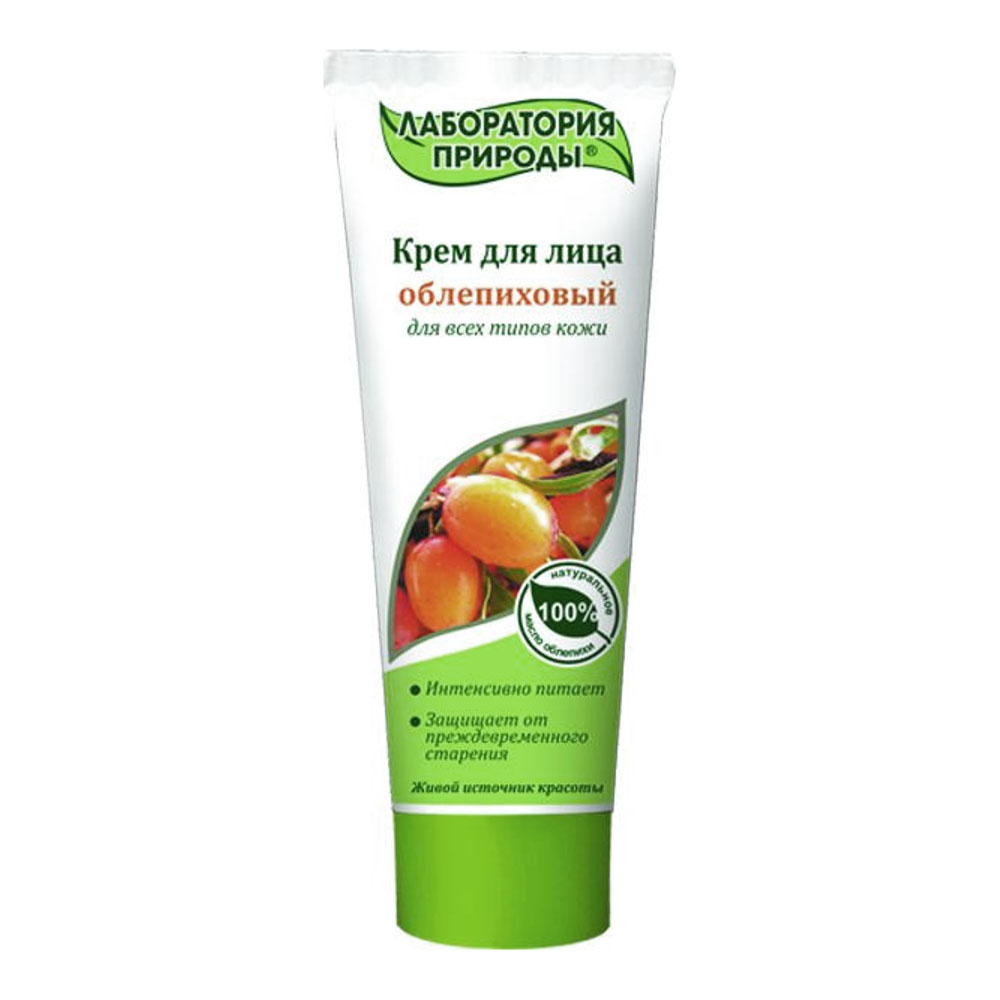 ЛАБОРАТОРИЯ
ПРИРОДЫ®
Крем для лица
облепиховый
для всех типов кожи
натуральное
100%
масло облепихи
Интенсивно питает
Защищает от
преждевременного
старения
Живой источник красоты